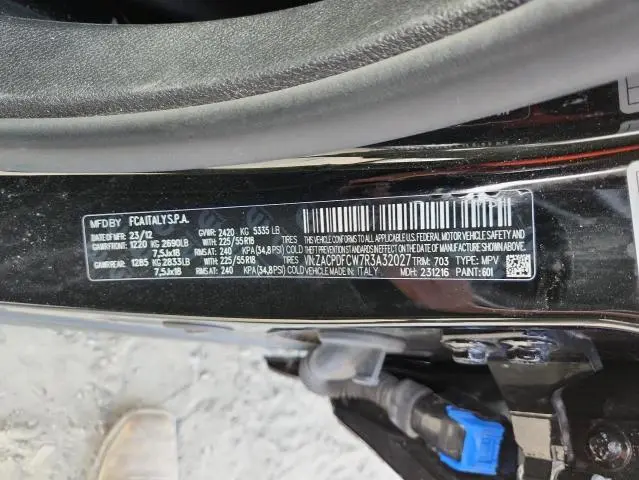 MFD BY FCA ITALY S.P.A.
DATE OF MFR: 23/12 GVWR: 2420 KG 5335 LB
GAWR FRONT: 1220 KG 2690LB WITH 225/55R18 TIRES
7,5Jx18 RIMS AT: 240 KPA (34,8PSI)
GAWR REAR: 1285 KG 2833LB WITH 225/55R18 TIRES
7,5Jx18 RIMS AT: 240 KPA (34,8PSI)
THIS VEHICLE CONFORMS TO ALL APPLICABLE
FEDERAL MOTOR VEHICLE SAFETY, BUMPER, AND
THEFT PREVENTION STANDARDS IN EFFECT ON THE
DATE OF MANUFACTURE SHOWN ABOVE
VIN: ZACPDFCW7R3A32027 TRIM: 703 TYPE: MPV
VEHICLE MADE IN: ITALY MDH: 231216 PAINT: 601